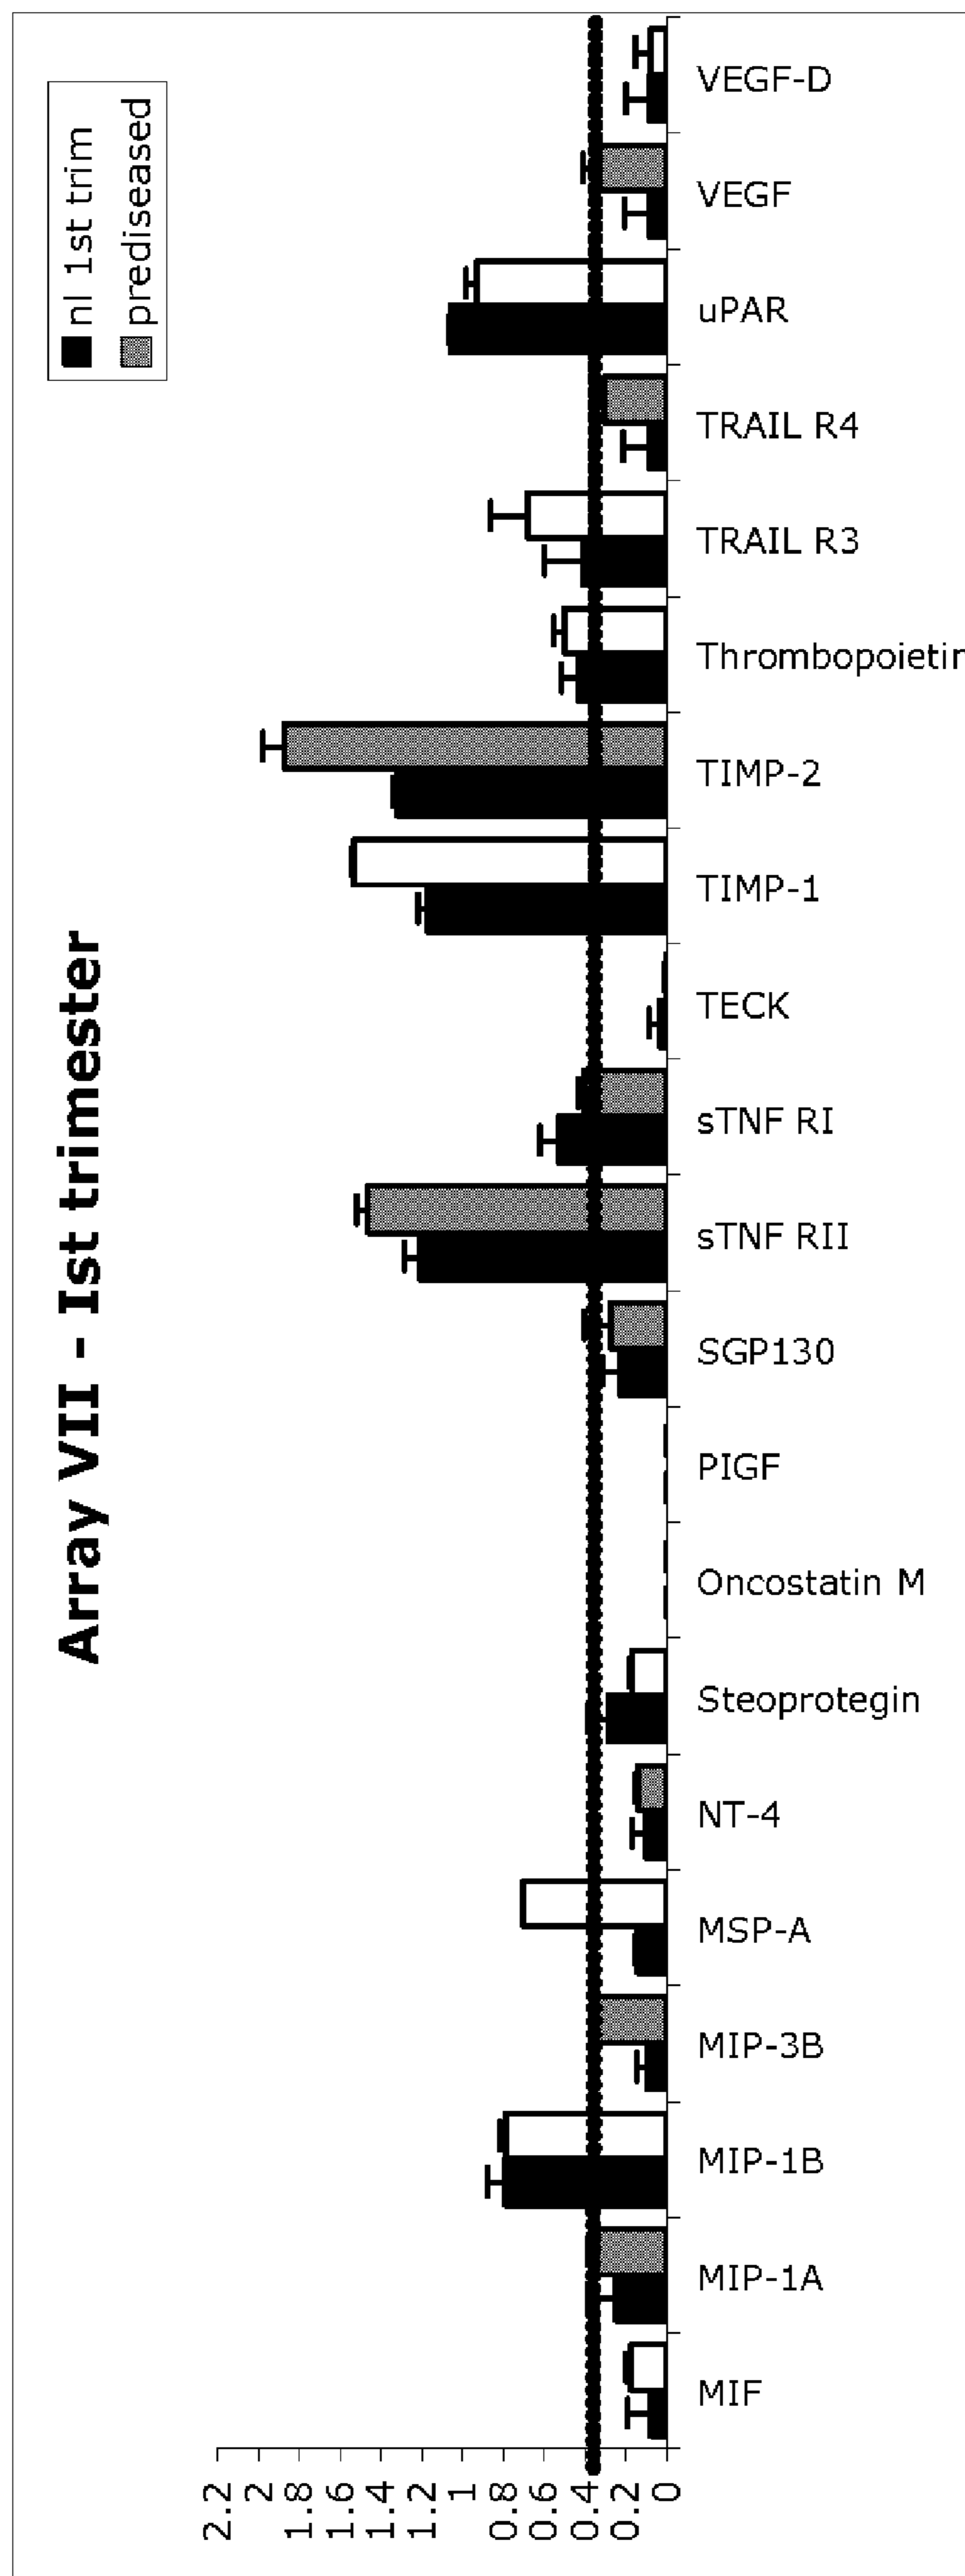 Array VII - Ist trimester
nl 1st trim
prediseased
2.2
2
1.8
1.6
1.4
1.2
1
0.8
0.6
0.4
0.2
0
MIF
MIP-1A
MIP-1B
MIP-3B
MSP-A
NT-4
Steoprotegin
Oncostatin M
PIGF
SGP130
sTNF RII
sTNF RI
TECK
TIMP-1
TIMP-2
Thrombopoietin
TRAIL R3
TRAIL R4
uPAR
VEGF
VEGF-D